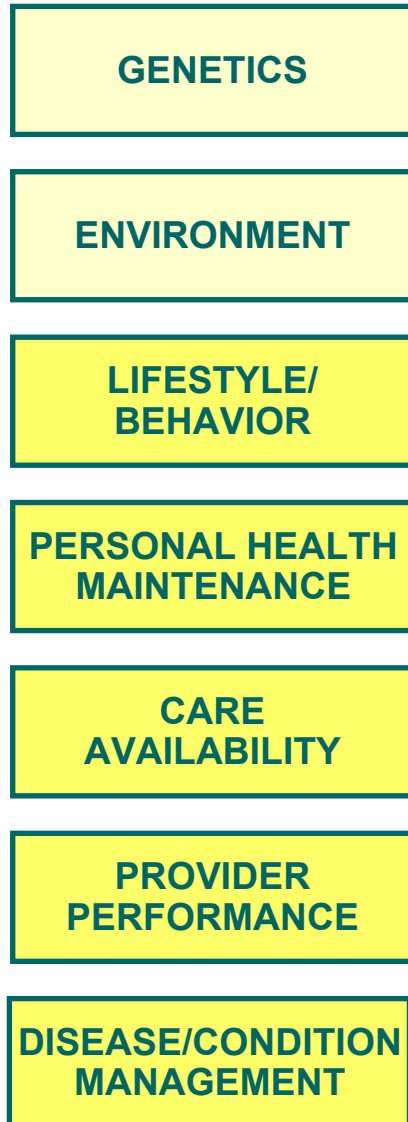 GENETICS
ENVIRONMENT
LIFESTYLE/
BEHAVIOR
PERSONAL HEALTH
MAINTENANCE
CARE
AVAILABILITY
PROVIDER
PERFORMANCE
DISEASE/CONDITION
MANAGEMENT